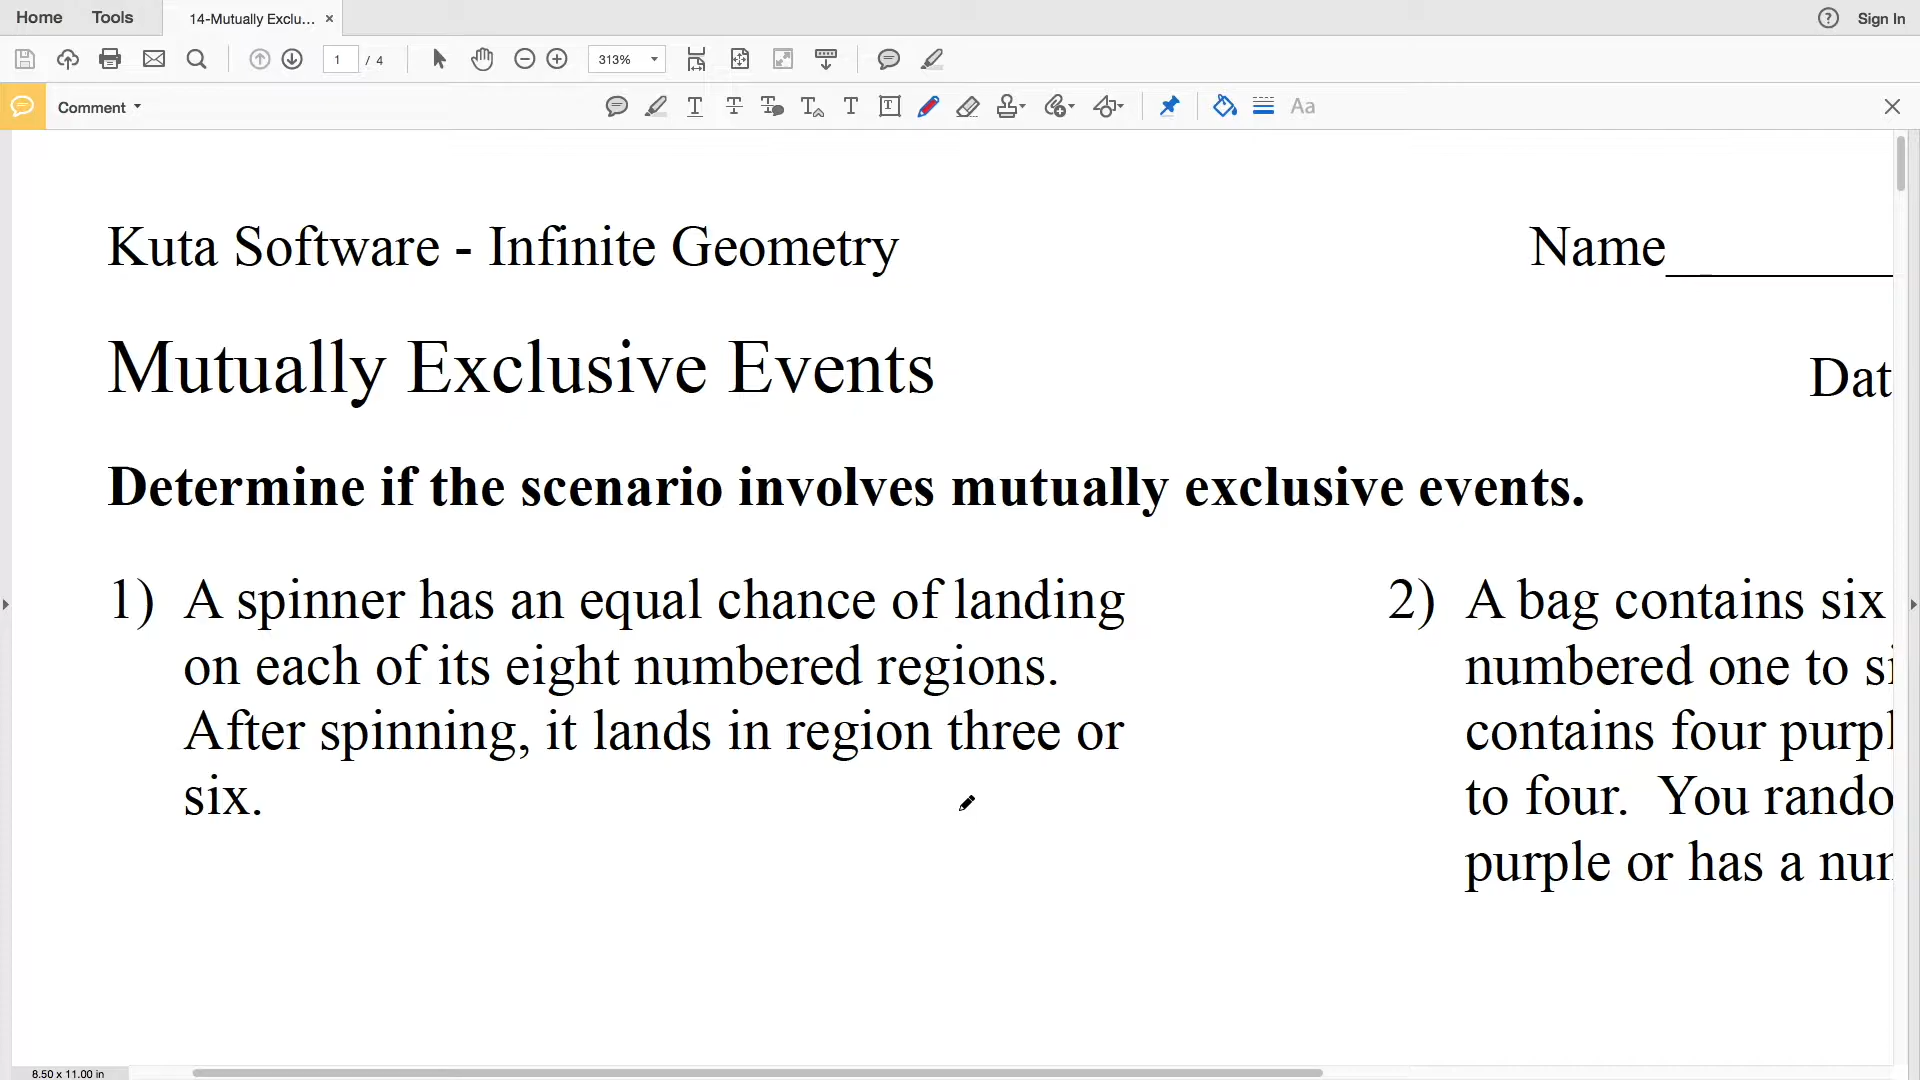 Home Tools 14-Mutually Exclu... × Sign In
1 / 4 313%
Comment
Kuta Software - Infinite Geometry Name
Mutually Exclusive Events Dat
Determine if the scenario involves mutually exclusive events.
1) A spinner has an equal chance of landing
on each of its eight numbered regions.
After spinning, it lands in region three or
six.
2) A bag contains six
numbered one to si
contains four purpl
to four. You rando
purple or has a nun
8.50 x 11.00 in